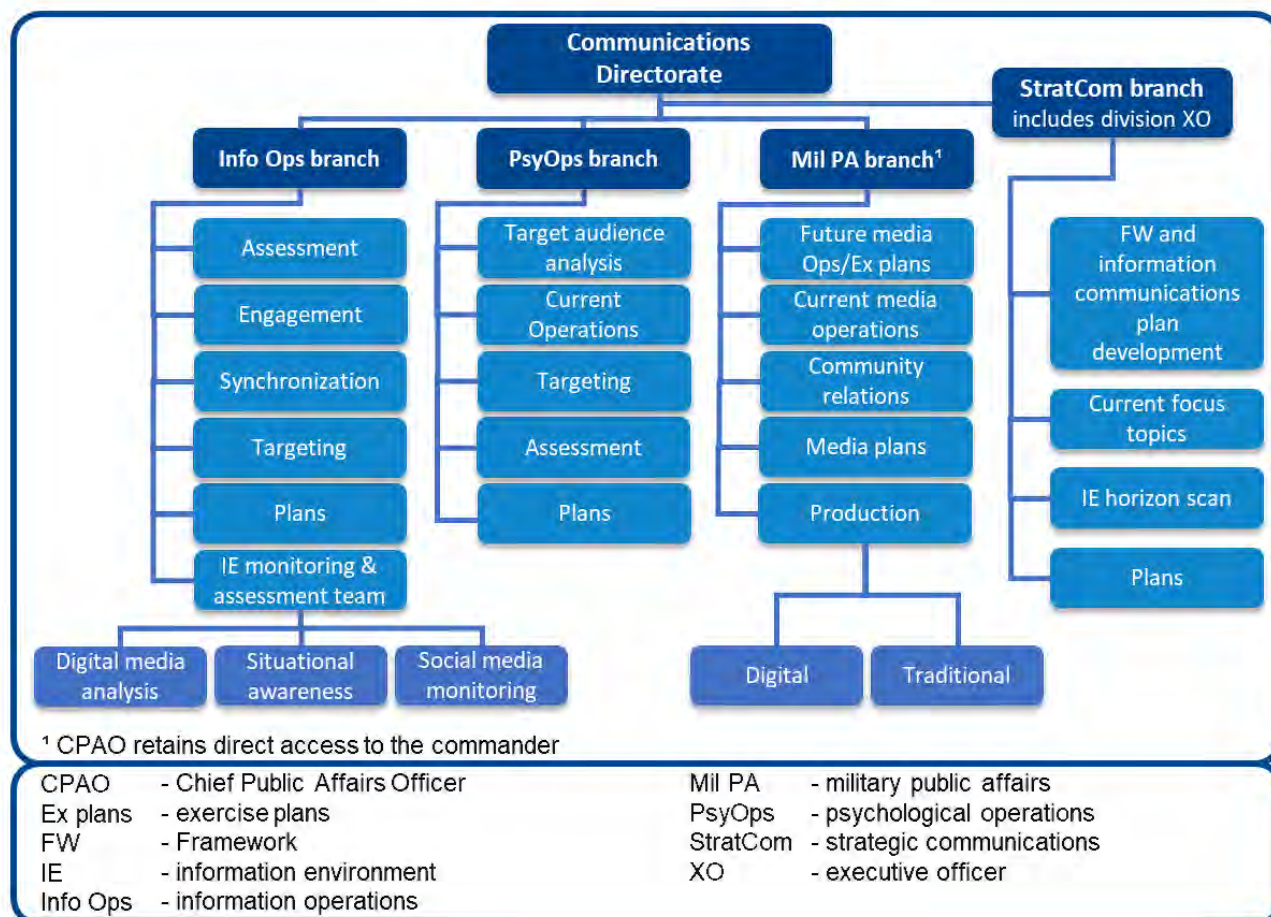 Communications
Directorate
StratCom branch
includes division XO
Info Ops branch
PsyOps branch
Mil PA branch¹
Assessment
Engagement
Synchronization
Targeting
Plans
IE monitoring &
assessment team
Digital media
analysis
Situational
awareness
Social media
monitoring
Target audience
analysis
Current
Operations
Targeting
Assessment
Plans
Future media
Ops/Ex plans
Current media
operations
Community
relations
Media plans
Production
Digital
Traditional
FW and
information
communications
plan
development
Current focus
topics
IE horizon scan
Plans
¹ CPAO retains direct access to the commander
CPAO - Chief Public Affairs Officer
Ex plans - exercise plans
FW - Framework
IE - information environment
Info Ops - information operations
Mil PA - military public affairs
PsyOps - psychological operations
StratCom - strategic communications
XO - executive officer